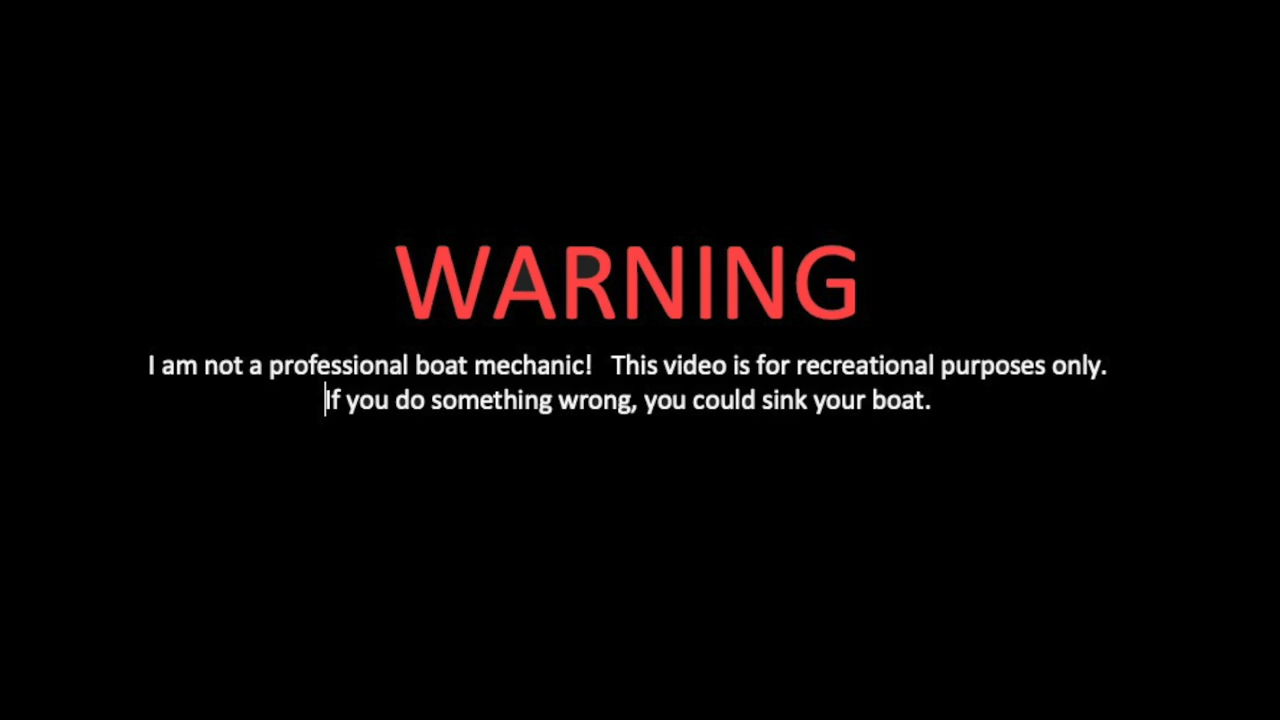 WARNING
I am not a professional boat mechanic!   This video is for recreational purposes only.
If you do something wrong, you could sink your boat.